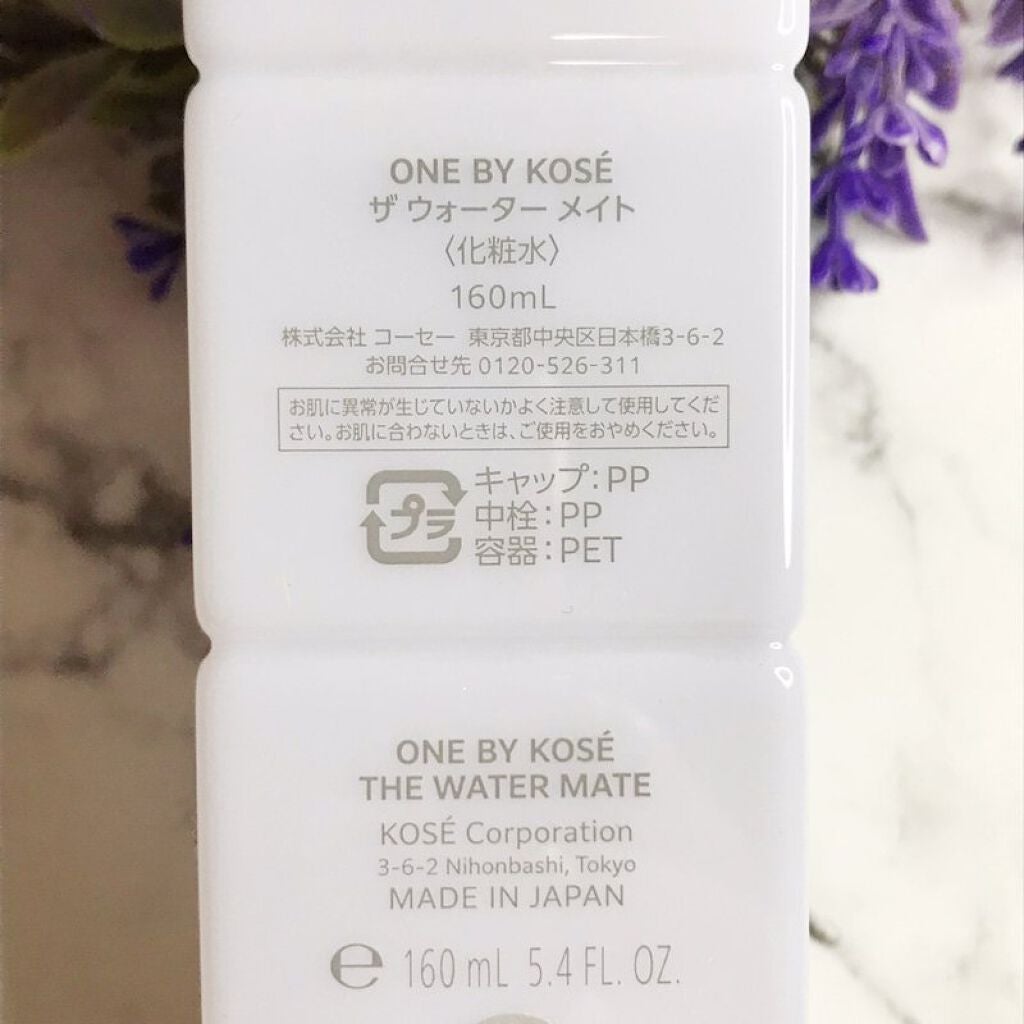 ONE BY KOSÉ
ザ ウォーター メイト
〈化粧水〉
160mL
株式会社 コーセー 東京都中央区日本橋3-6-2
お問合せ先 0120-526-311
お肌に異常が生じていないかよく注意して使用してくだ
さい。お肌に合わないときは、ご使用をおやめください。
プラ
キャップ:PP
中栓:PP
容器:PET
ONE BY KOSÉ
THE WATER MATE
KOSÉ Corporation
3-6-2 Nihonbashi, Tokyo
MADE IN JAPAN
℮ 160 mL 5.4 FL. OZ.